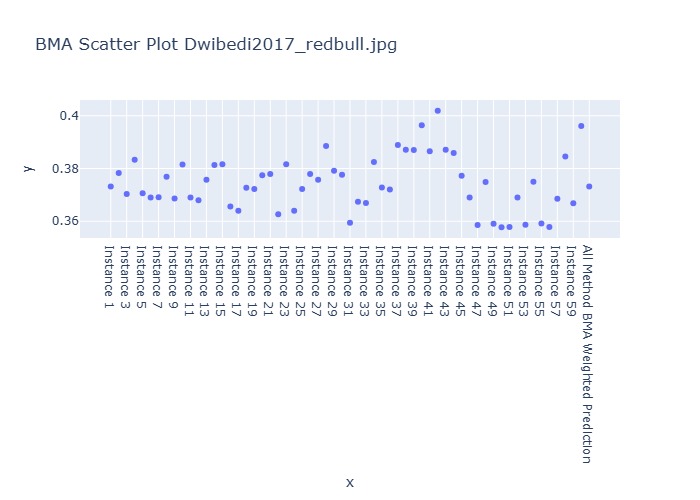 BMA Scatter Plot Dwibedi2017_redbull.jpg
0.4
0.38
0.36
y
Instance 1
Instance 3
Instance 5
Instance 7
Instance 9
Instance 11
Instance 13
Instance 15
Instance 17
Instance 19
Instance 21
Instance 23
Instance 25
Instance 27
Instance 29
Instance 31
Instance 33
Instance 35
Instance 37
Instance 39
Instance 41
Instance 43
Instance 45
Instance 47
Instance 49
Instance 51
Instance 53
Instance 55
Instance 57
Instance 59
All Method BMA Weighted Prediction
x